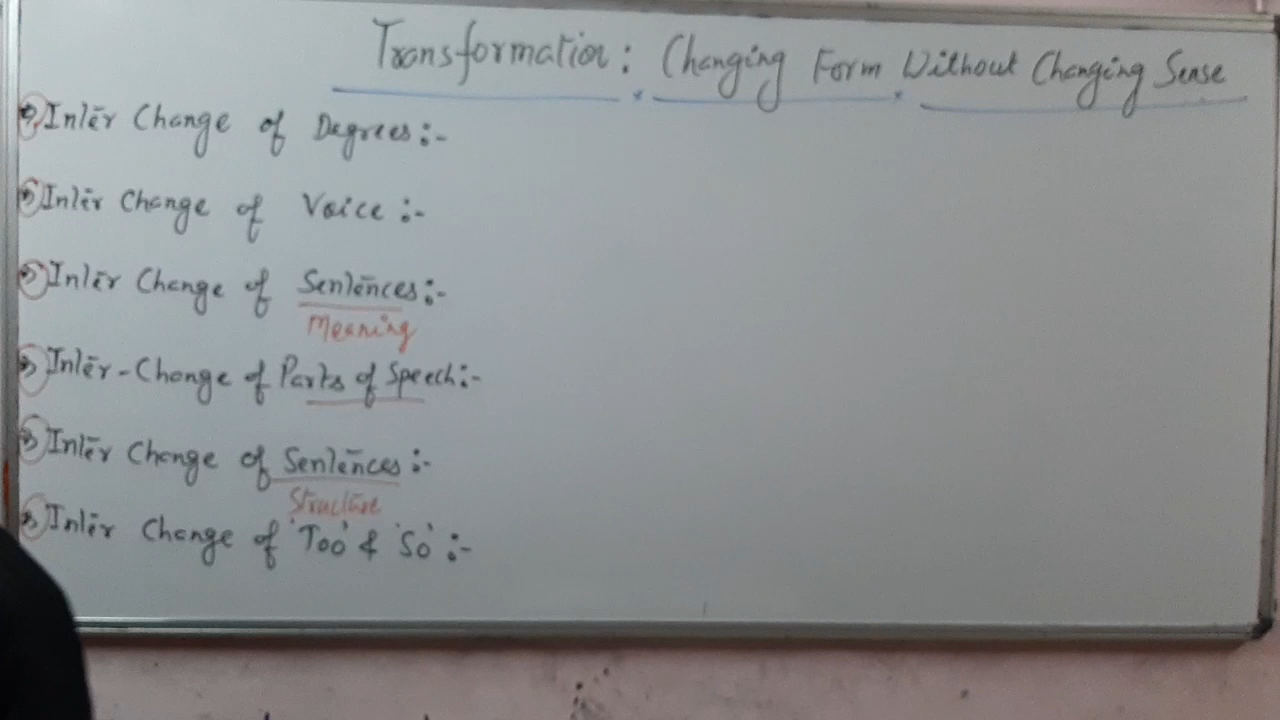 Transformation: Changing Form Without Changing Sense
Inter Change of Degrees:-
Inter Change of Voice :-
Inter Change of Sentences:-
Meaning
Inter-Change of Parts of Speech:-
Inter Change of Sentences :-
Structure
Inter Change of 'Too' & 'So' :-